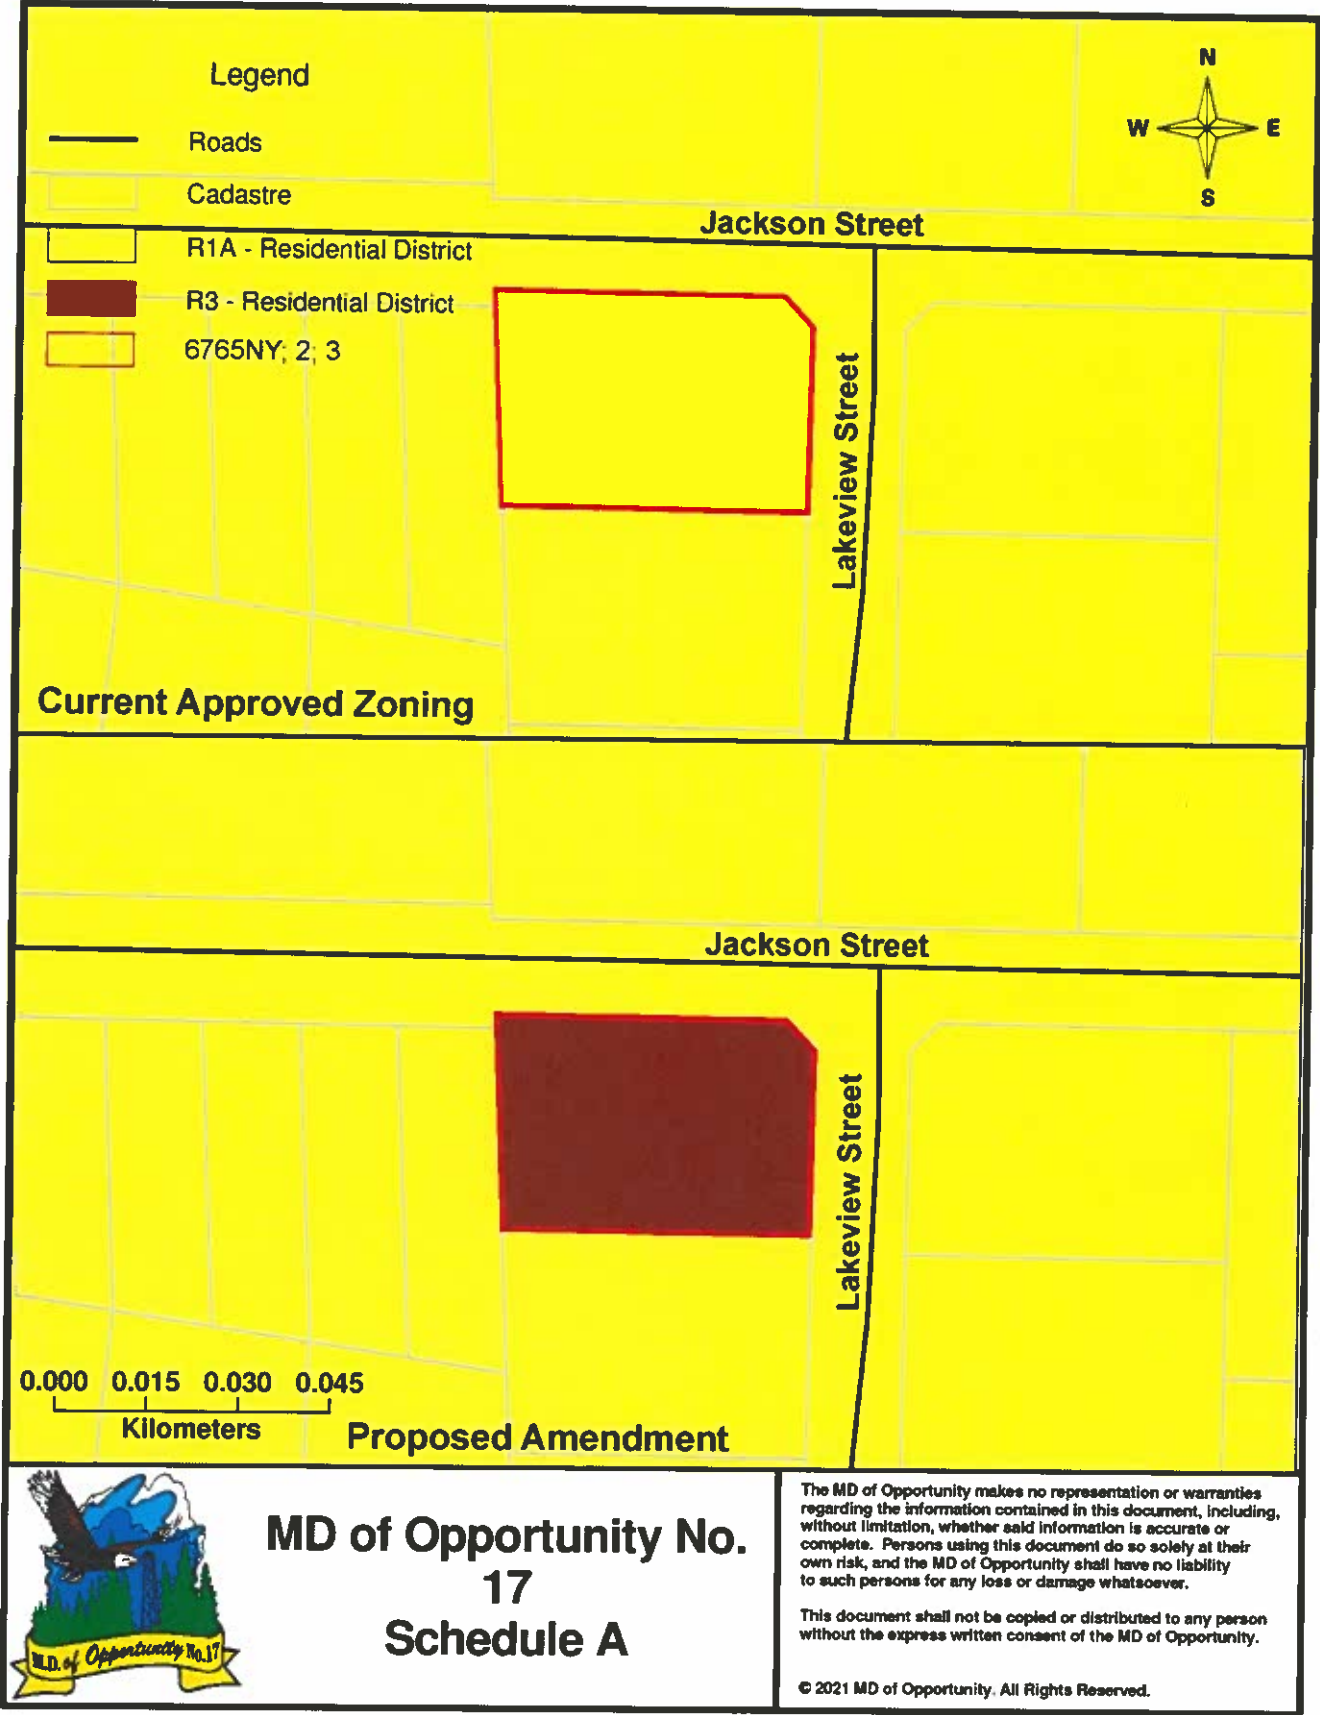 Legend
Roads
Cadastre
R1A - Residential District
R3 - Residential District
6765NY; 2; 3
N
W E
S
Jackson Street
Lakeview Street
Current Approved Zoning
Jackson Street
Lakeview Street
0.000 0.015 0.030 0.045
Kilometers
Proposed Amendment
M.D. of Opportunity No.17
MD of Opportunity No.
17
Schedule A
The MD of Opportunity makes no representation or warranties
regarding the information contained in this document, including,
without limitation, whether said information is accurate or
complete. Persons using this document do so solely at their
own risk, and the MD of Opportunity shall have no liability
to such persons for any loss or damage whatsoever.
This document shall not be copied or distributed to any person
without the express written consent of the MD of Opportunity.
© 2021 MD of Opportunity. All Rights Reserved.